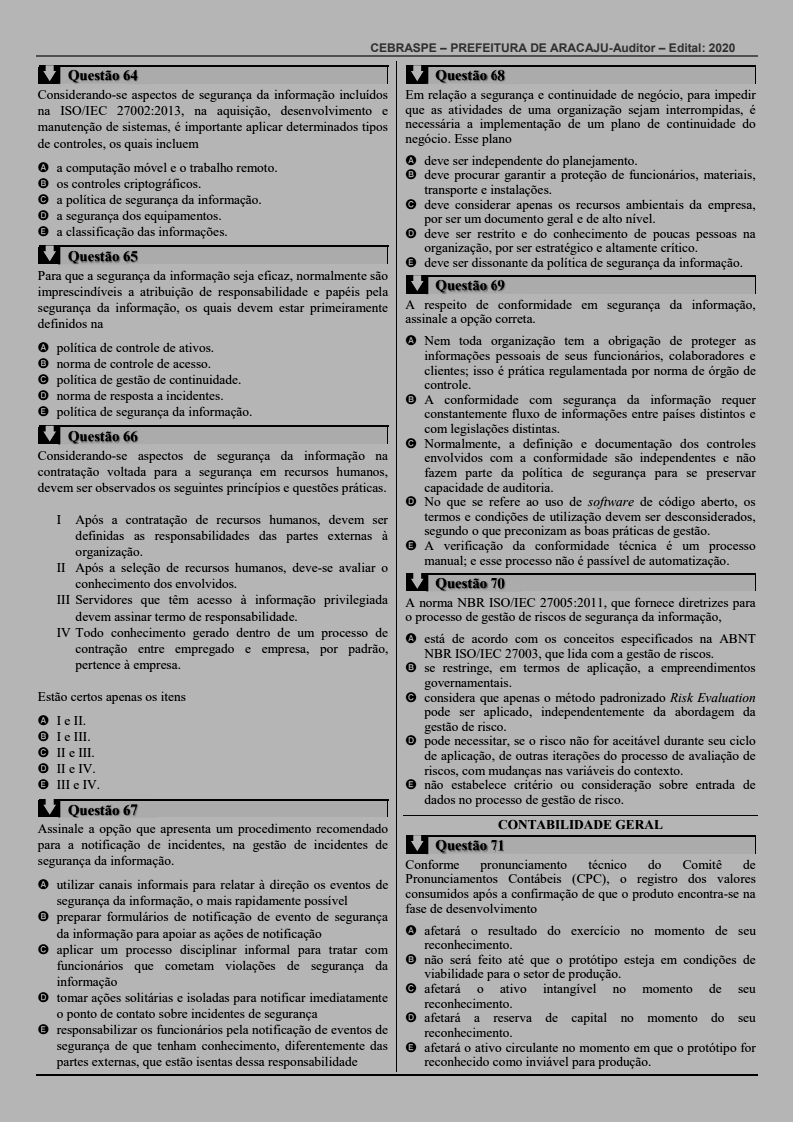 CEBRASPE – PREFEITURA DE ARACAJU-Auditor – Edital: 2020
Questão 64
Considerando-se aspectos de segurança da informação incluídos
na ISO/IEC 27002:2013, na aquisição, desenvolvimento e
manutenção de sistemas, é importante aplicar determinados tipos
de controles, os quais incluem
A a computação móvel e o trabalho remoto.
B os controles criptográficos.
C a política de segurança da informação.
D a segurança dos equipamentos.
E a classificação das informações.
Questão 65
Para que a segurança da informação seja eficaz, normalmente são
imprescindíveis a atribuição de responsabilidade e papéis pela
segurança da informação, os quais devem estar primeiramente
definidos na
A política de controle de ativos.
B norma de controle de acesso.
C política de gestão de continuidade.
D norma de resposta a incidentes.
E política de segurança da informação.
Questão 66
Considerando-se aspectos de segurança da informação na
contratação voltada para a segurança em recursos humanos,
devem ser observados os seguintes princípios e questões práticas.
I Após a contratação de recursos humanos, devem ser
definidas as responsabilidades das partes externas à
organização.
II Após a seleção de recursos humanos, deve-se avaliar o
conhecimento dos envolvidos.
III Servidores que têm acesso à informação privilegiada
devem assinar termo de responsabilidade.
IV Todo conhecimento gerado dentro de um processo de
contração entre empregado e empresa, por padrão,
pertence à empresa.
Estão certos apenas os itens
A I e II.
B I e III.
C II e III.
D II e IV.
E III e IV.
Questão 67
Assinale a opção que apresenta um procedimento recomendado
para a notificação de incidentes, na gestão de incidentes de
segurança da informação.
A utilizar canais informais para relatar à direção os eventos de
segurança da informação, o mais rapidamente possível
B preparar formulários de notificação de evento de segurança
da informação para apoiar as ações de notificação
C aplicar um processo disciplinar informal para tratar com
funcionários que cometam violações de segurança da
informação
D tomar ações solitárias e isoladas para notificar imediatamente
o ponto de contato sobre incidentes de segurança
E responsabilizar os funcionários pela notificação de eventos de
segurança de que tenham conhecimento, diferentemente das
partes externas, que estão isentas dessa responsabilidade
Questão 68
Em relação a segurança e continuidade de negócio, para impedir
que as atividades de uma organização sejam interrompidas, é
necessária a implementação de um plano de continuidade do
negócio. Esse plano
A deve ser independente do planejamento.
B deve procurar garantir a proteção de funcionários, materiais,
transporte e instalações.
C deve considerar apenas os recursos ambientais da empresa,
por ser um documento geral e de alto nível.
D deve ser restrito e do conhecimento de poucas pessoas na
organização, por ser estratégico e altamente crítico.
E deve ser dissonante da política de segurança da informação.
Questão 69
A respeito de conformidade em segurança da informação,
assinale a opção correta.
A Nem toda organização tem a obrigação de proteger as
informações pessoais de seus funcionários, colaboradores e
clientes; isso é prática regulamentada por norma de órgão de
controle.
B A conformidade com segurança da informação requer
constantemente fluxo de informações entre países distintos e
com legislações distintas.
C Normalmente, a definição e documentação dos controles
envolvidos com a conformidade são independentes e não
fazem parte da política de segurança para se preservar
capacidade de auditoria.
D No que se refere ao uso de software de código aberto, os
termos e condições de utilização devem ser desconsiderados,
segundo o que preconizam as boas práticas de gestão.
E A verificação da conformidade técnica é um processo
manual; e esse processo não é passível de automatização.
Questão 70
A norma NBR ISO/IEC 27005:2011, que fornece diretrizes para
o processo de gestão de riscos de segurança da informação,
A está de acordo com os conceitos especificados na ABNT
NBR ISO/IEC 27003, que lida com a gestão de riscos.
B se restringe, em termos de aplicação, a empreendimentos
governamentais.
C considera que apenas o método padronizado Risk Evaluation
pode ser aplicado, independentemente da abordagem da
gestão de risco.
D pode necessitar, se o risco não for aceitável durante seu ciclo
de aplicação, de outras iterações do processo de avaliação de
riscos, com mudanças nas variáveis do contexto.
E não estabelece critério ou consideração sobre entrada de
dados no processo de gestão de risco.
CONTABILIDADE GERAL
Questão 71
Conforme pronunciamento técnico do Comitê de
Pronunciamentos Contábeis (CPC), o registro dos valores
consumidos após a confirmação de que o produto encontra-se na
fase de desenvolvimento
A afetará o resultado do exercício no momento de seu
reconhecimento.
B não será feito até que o protótipo esteja em condições de
viabilidade para o setor de produção.
C afetará o ativo intangível no momento de seu
reconhecimento.
D afetará a reserva de capital no momento do seu
reconhecimento.
E afetará o ativo circulante no momento em que o protótipo for
reconhecido como inviável para produção.